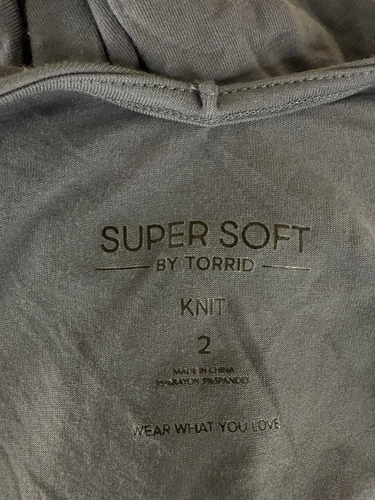 SUPER SOFT
BY TORRID
KNIT
2
MADE IN CHINA
95%RAYON 5%SPANDEX
WEAR WHAT YOU LOVE